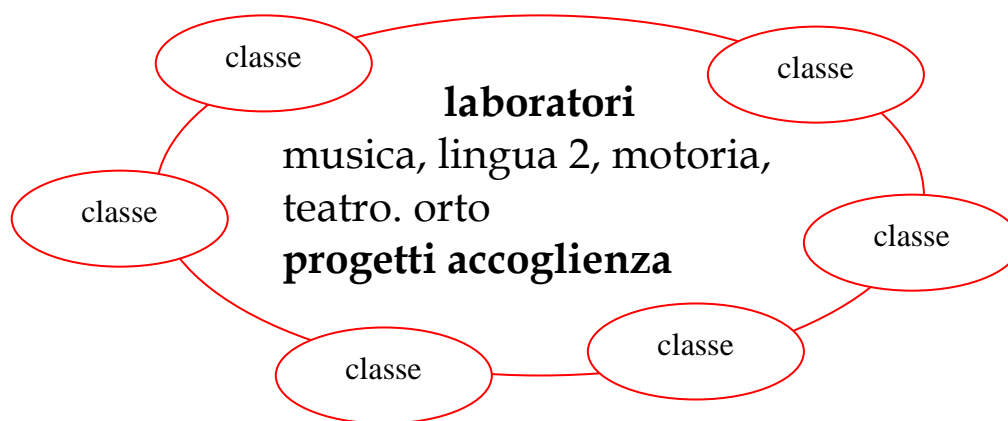 classe
classe
laboratori
musica, lingua 2, motoria,
teatro. orto
progetti accoglienza
classe
classe
classe
classe